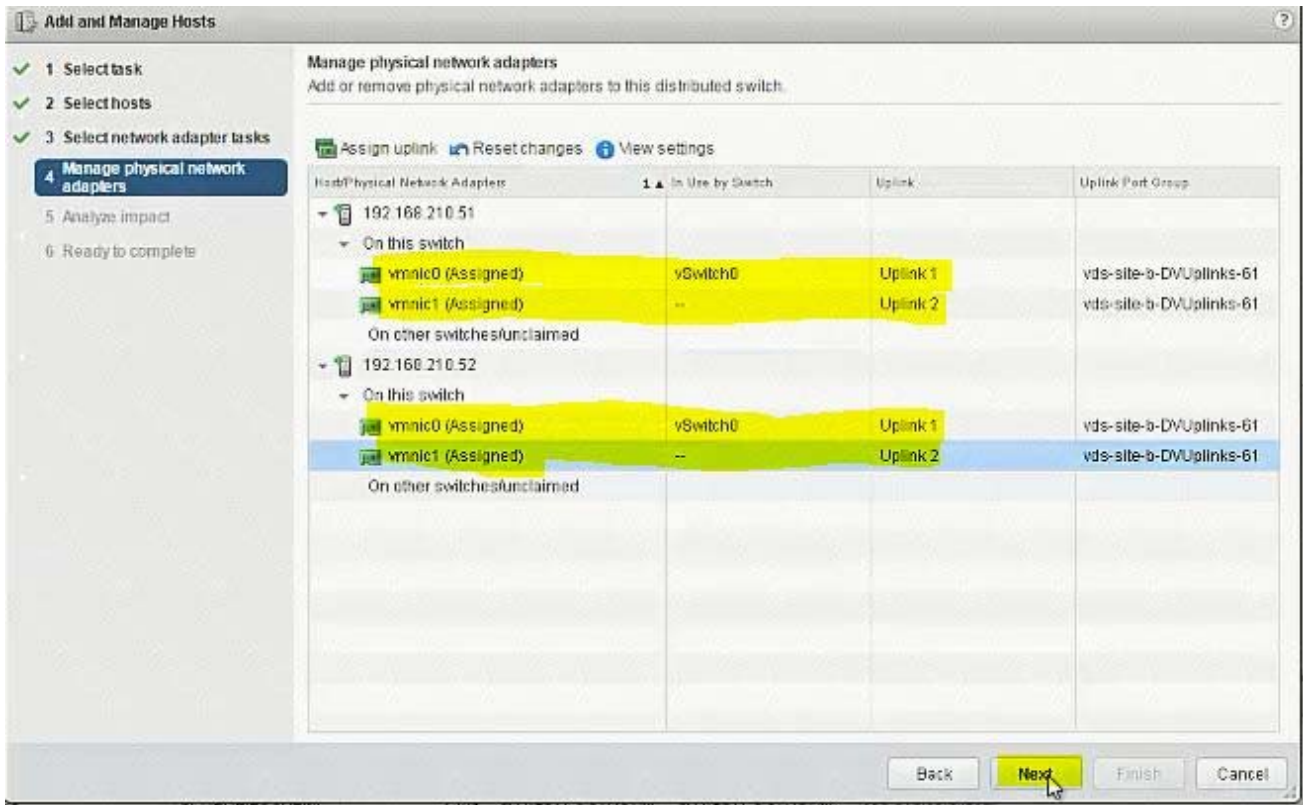 Add and Manage Hosts
?
1 Select task
2 Select hosts
3 Select network adapter tasks
4 Manage physical network adapters
5 Analyze impact
6 Ready to complete
Manage physical network adapters
Add or remove physical network adapters to this distributed switch.
Assign uplink Reset changes View settings
Host/Physical Network Adapters 1 ▲ In Use by Switch Uplink Uplink Port Group
192.168.210.51
On this switch
vmnic0 (Assigned) vSwitch0 Uplink 1 vds-site-b-DVUplinks-61
vmnic1 (Assigned) -- Uplink 2 vds-site-b-DVUplinks-61
On other switches/unclaimed
192.168.210.52
On this switch
vmnic0 (Assigned) vSwitch0 Uplink 1 vds-site-b-DVUplinks-61
vmnic1 (Assigned) -- Uplink 2 vds-site-b-DVUplinks-61
On other switches/unclaimed
Back Next Finish Cancel